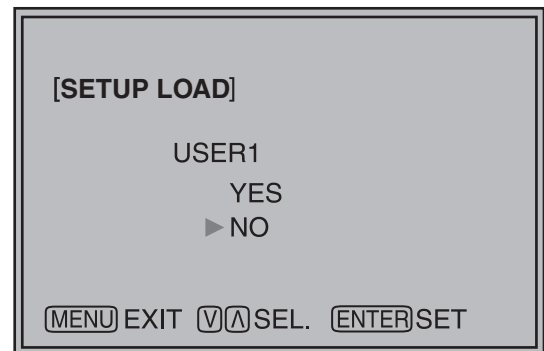 [SETUP LOAD]
USER1
YES
▶NO
MENU EXIT V Λ SEL. ENTER SET